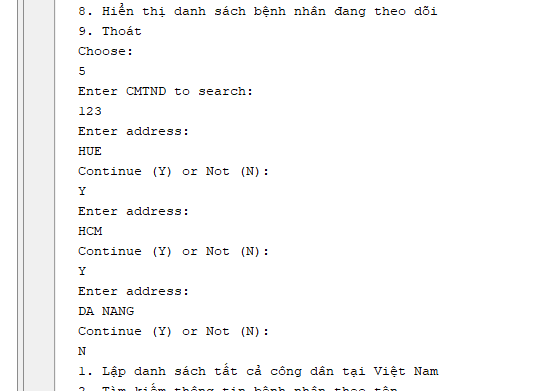 8. Hiển thị danh sách bệnh nhân đang theo dõi
9. Thoát
Choose:
5
Enter CMTND to search:
123
Enter address:
HUE
Continue (Y) or Not (N):
Y
Enter address:
HCM
Continue (Y) or Not (N):
Y
Enter address:
DA NANG
Continue (Y) or Not (N):
N
1. Lập danh sách tất cả công dân tại Việt Nam
2. Tìm kiếm thông tin bệnh nhân theo tên